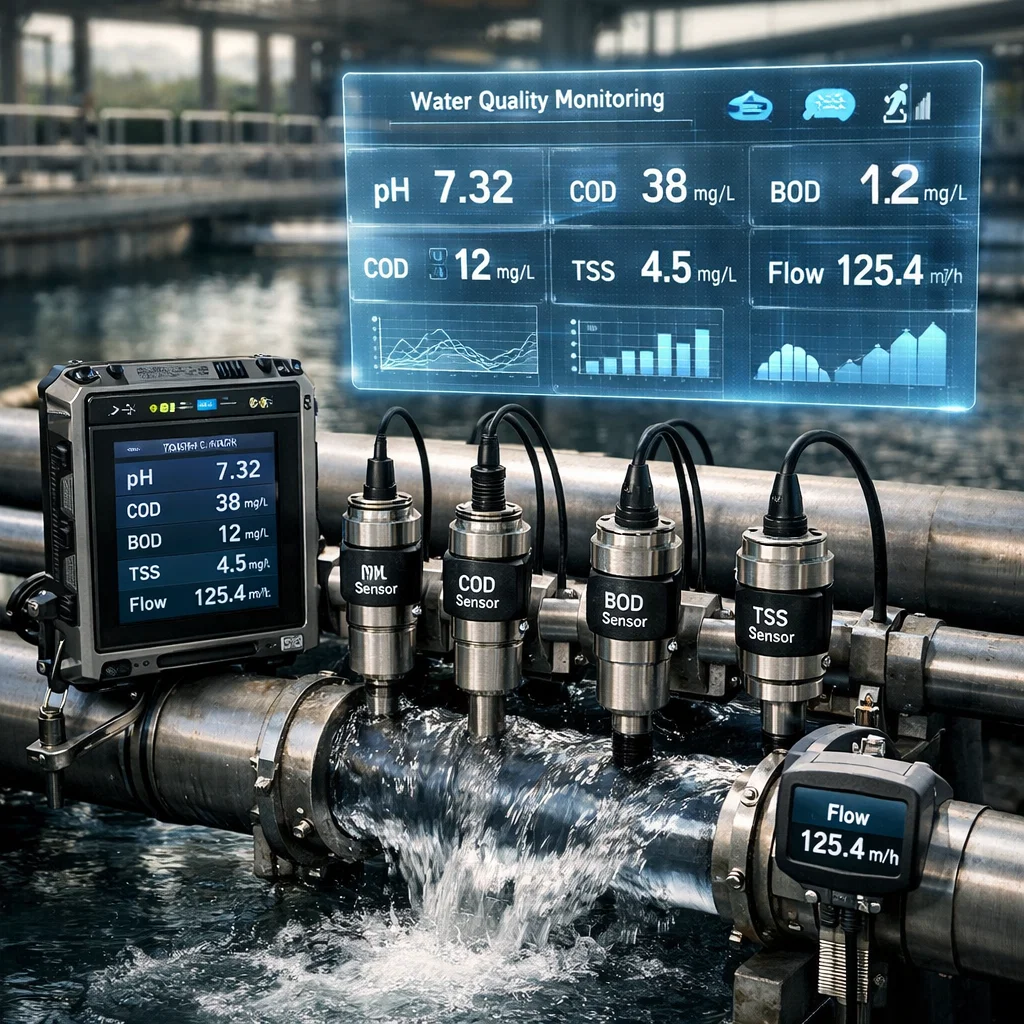 Water Quality Monitoring
pH 7.32
COD 38 mg/L
BOD 1.2 mg/L
COD 12 mg/L
TSS 4.5 mg/L
Flow 125.4 m³/h
pH 7.32
COD 38 mg/L
BOD 12 mg/L
TSS 4.5 mg/L
Flow 125.4
Sensor
COD
Sensor
BOD
Sensor
TSS
Sensor
Flow
125.4 m/h